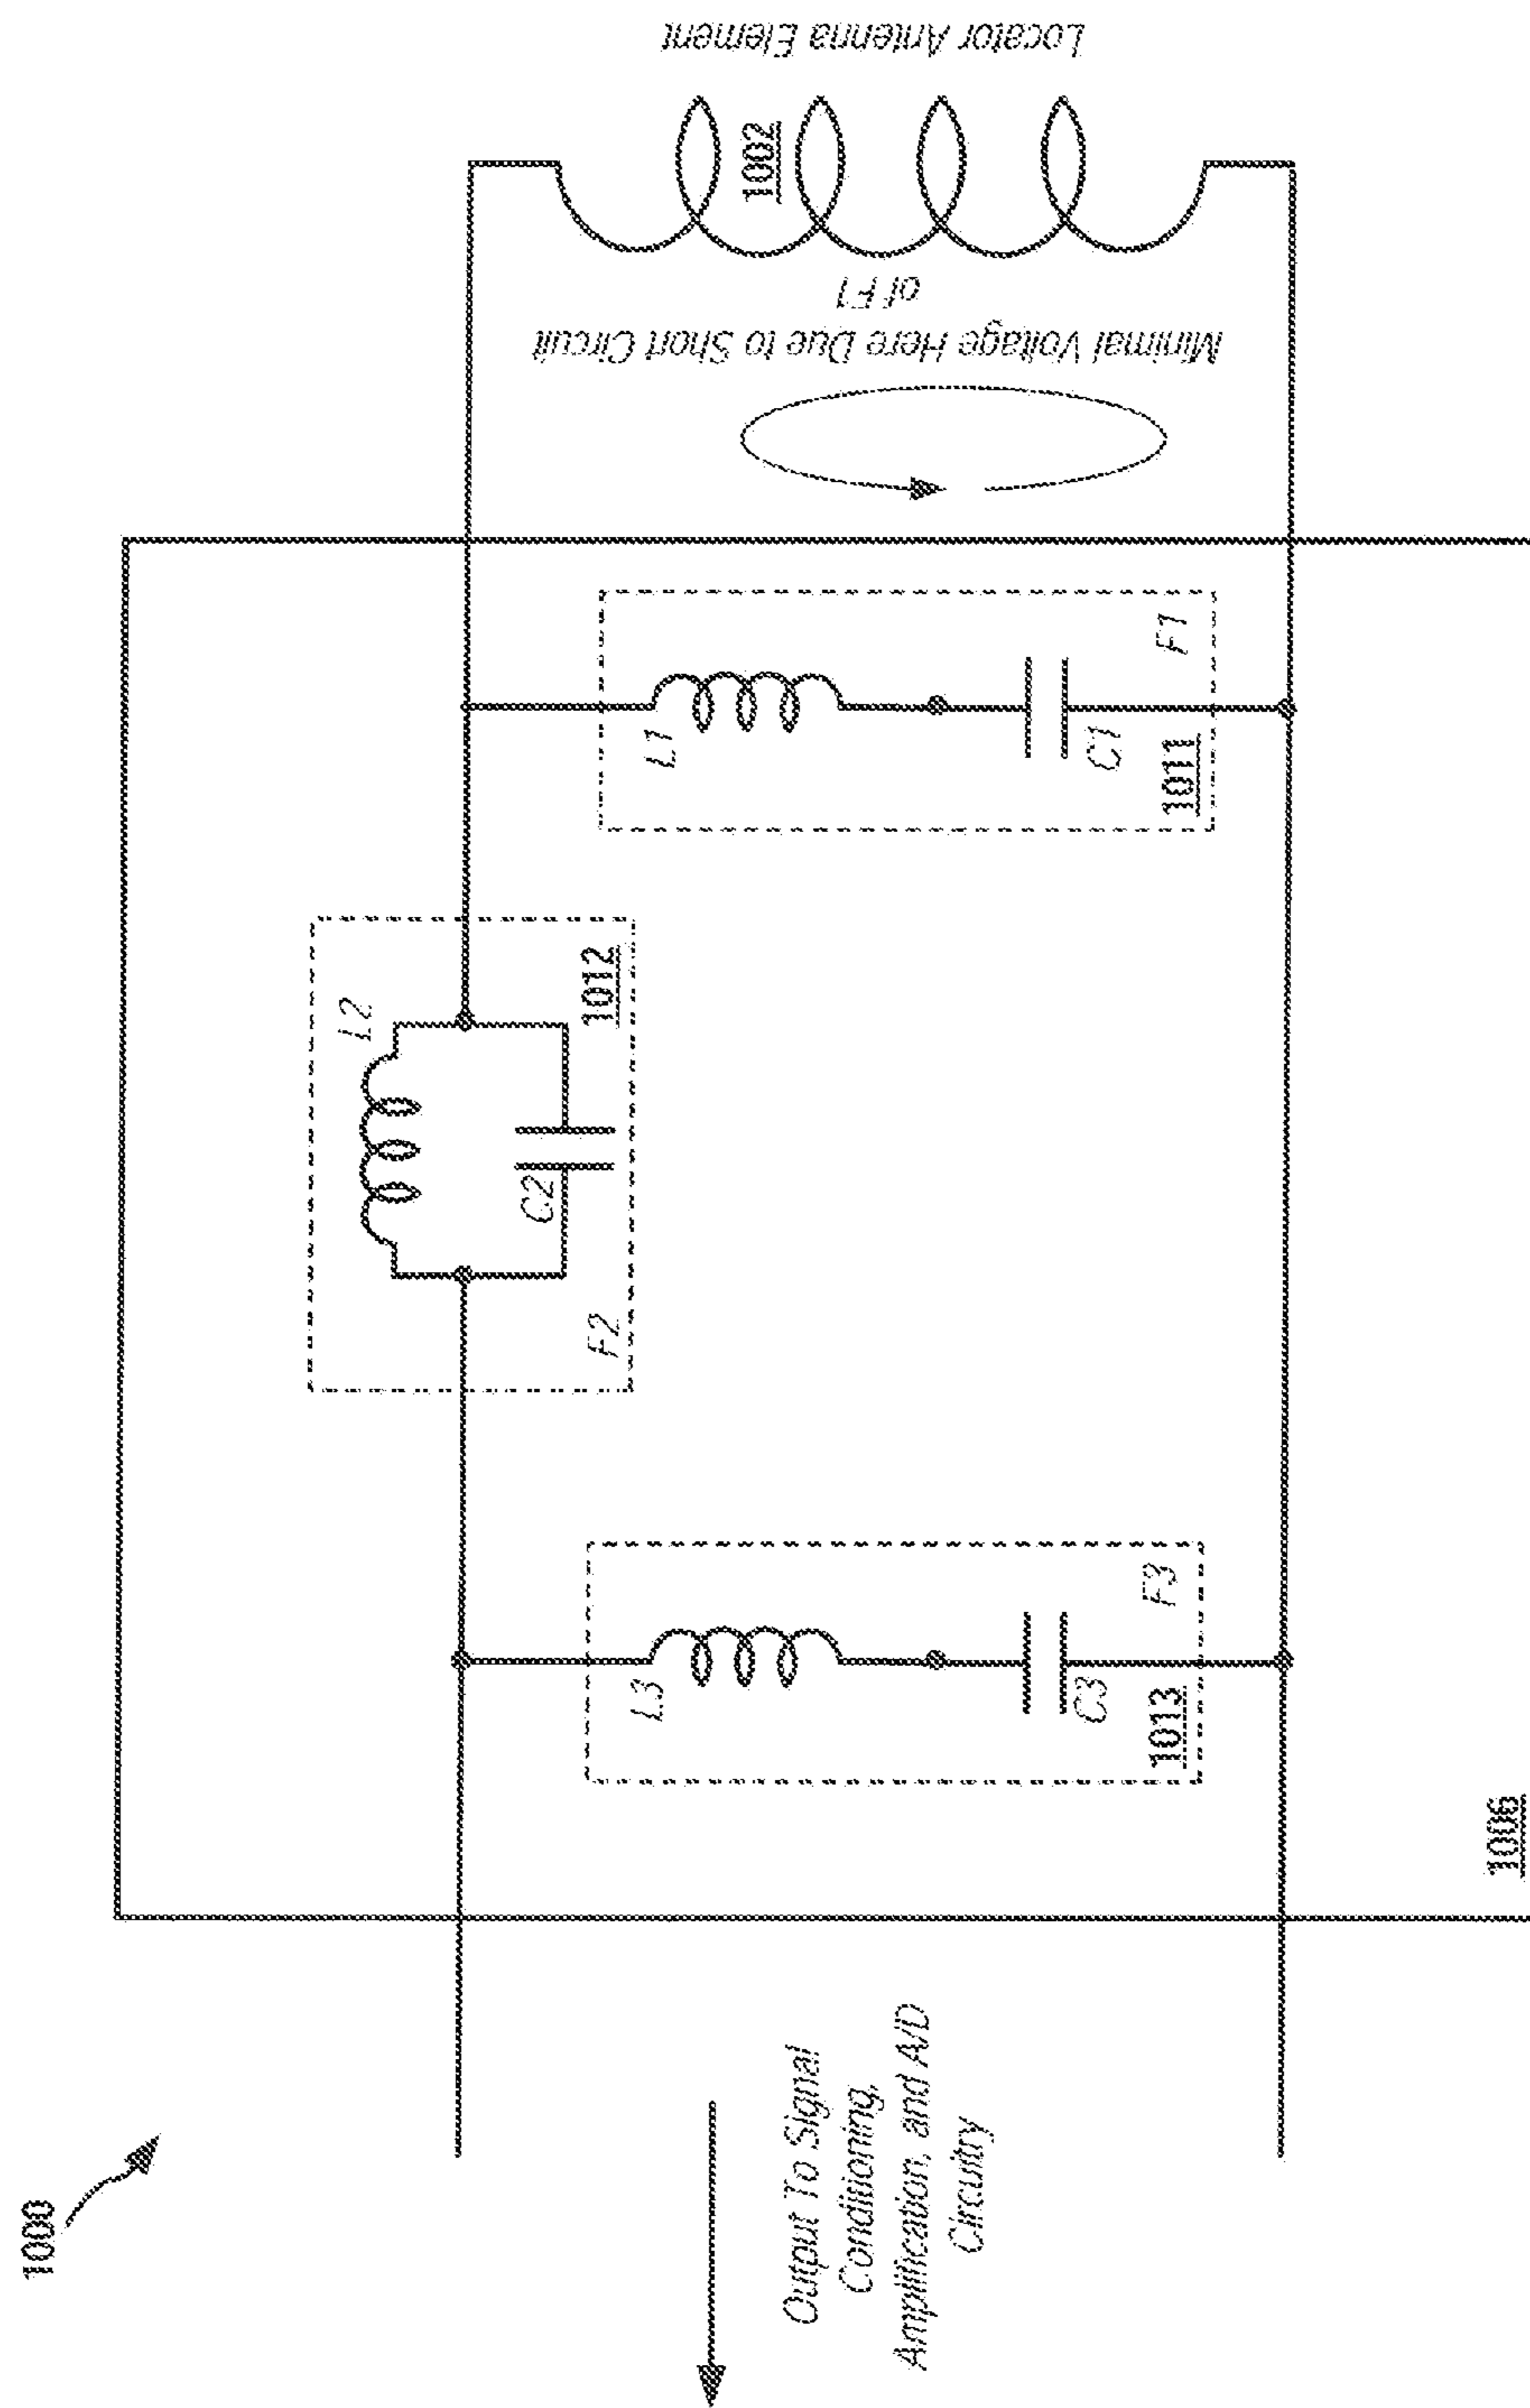 1000
Output To Signal
Conditioning,
Amplification, and A/D
Circuitry
1006
L3
C3
1013
F3
F2
C2
L2
1012
L1
C1
1011
F1
Minimal Voltage Here Due to Short Circuit
of F1
1002
Locator Antenna Element